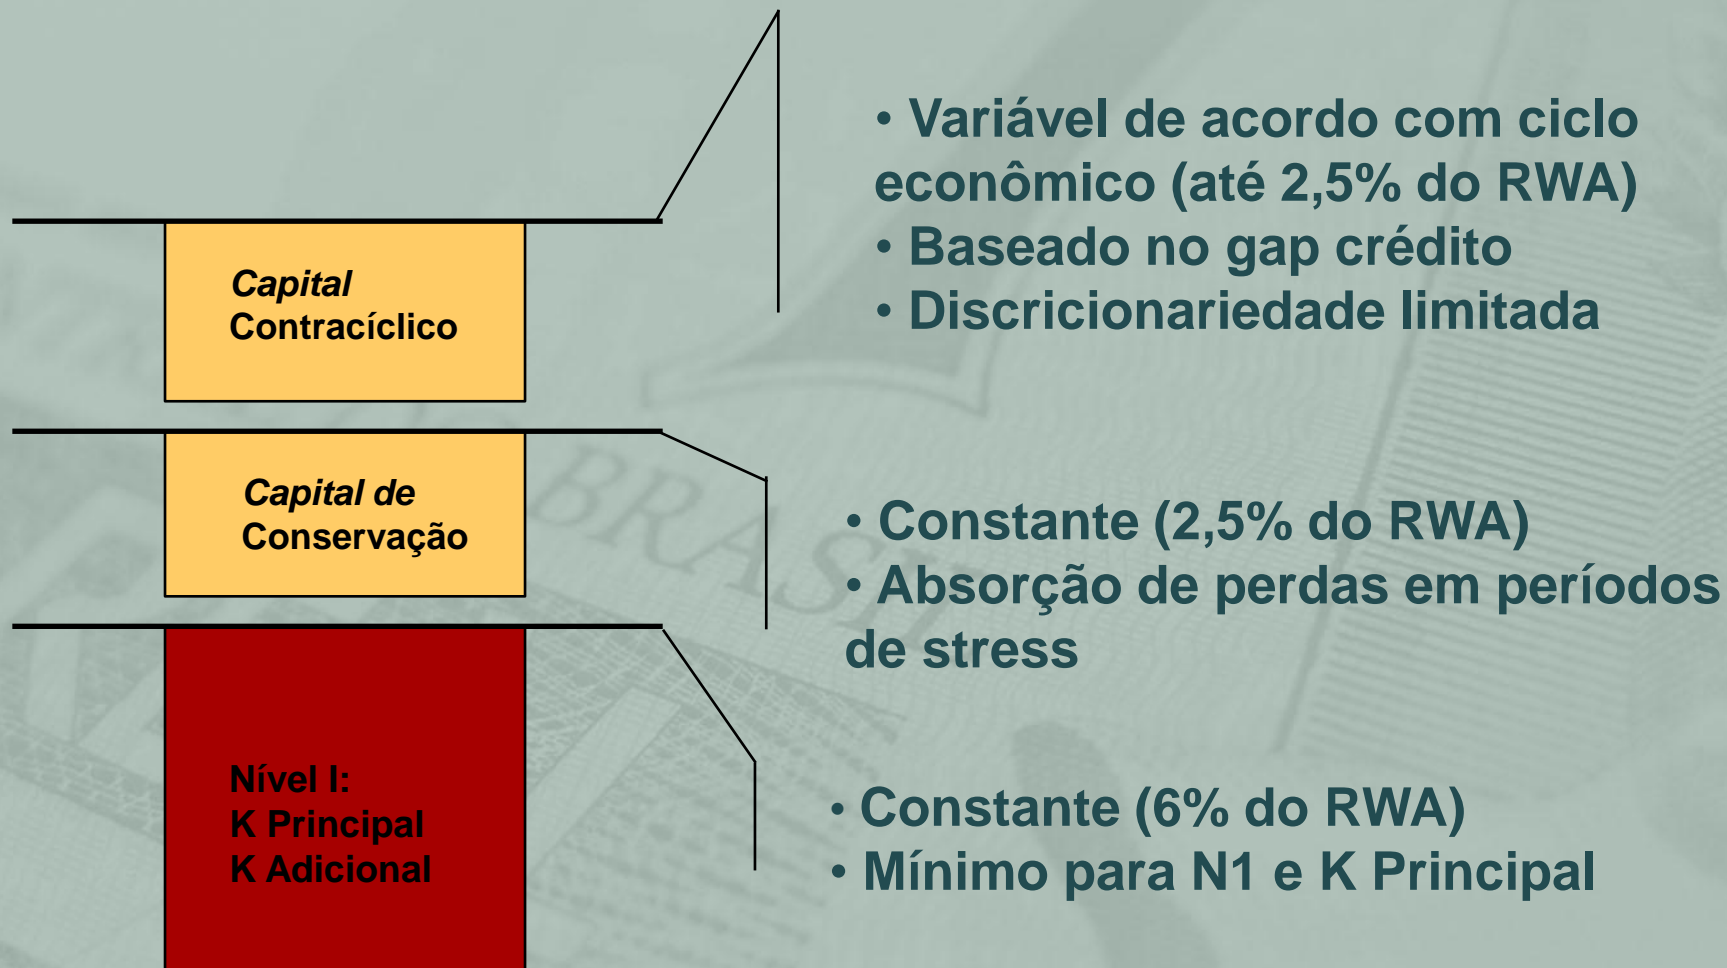 Capital
Contracíclico
• Variável de acordo com ciclo
econômico (até 2,5% do RWA)
• Baseado no gap crédito
• Discricionariedade limitada
Capital de
Conservação
• Constante (2,5% do RWA)
• Absorção de perdas em períodos
de stress
Nível I:
K Principal
K Adicional
• Constante (6% do RWA)
• Mínimo para N1 e K Principal
BRASIL